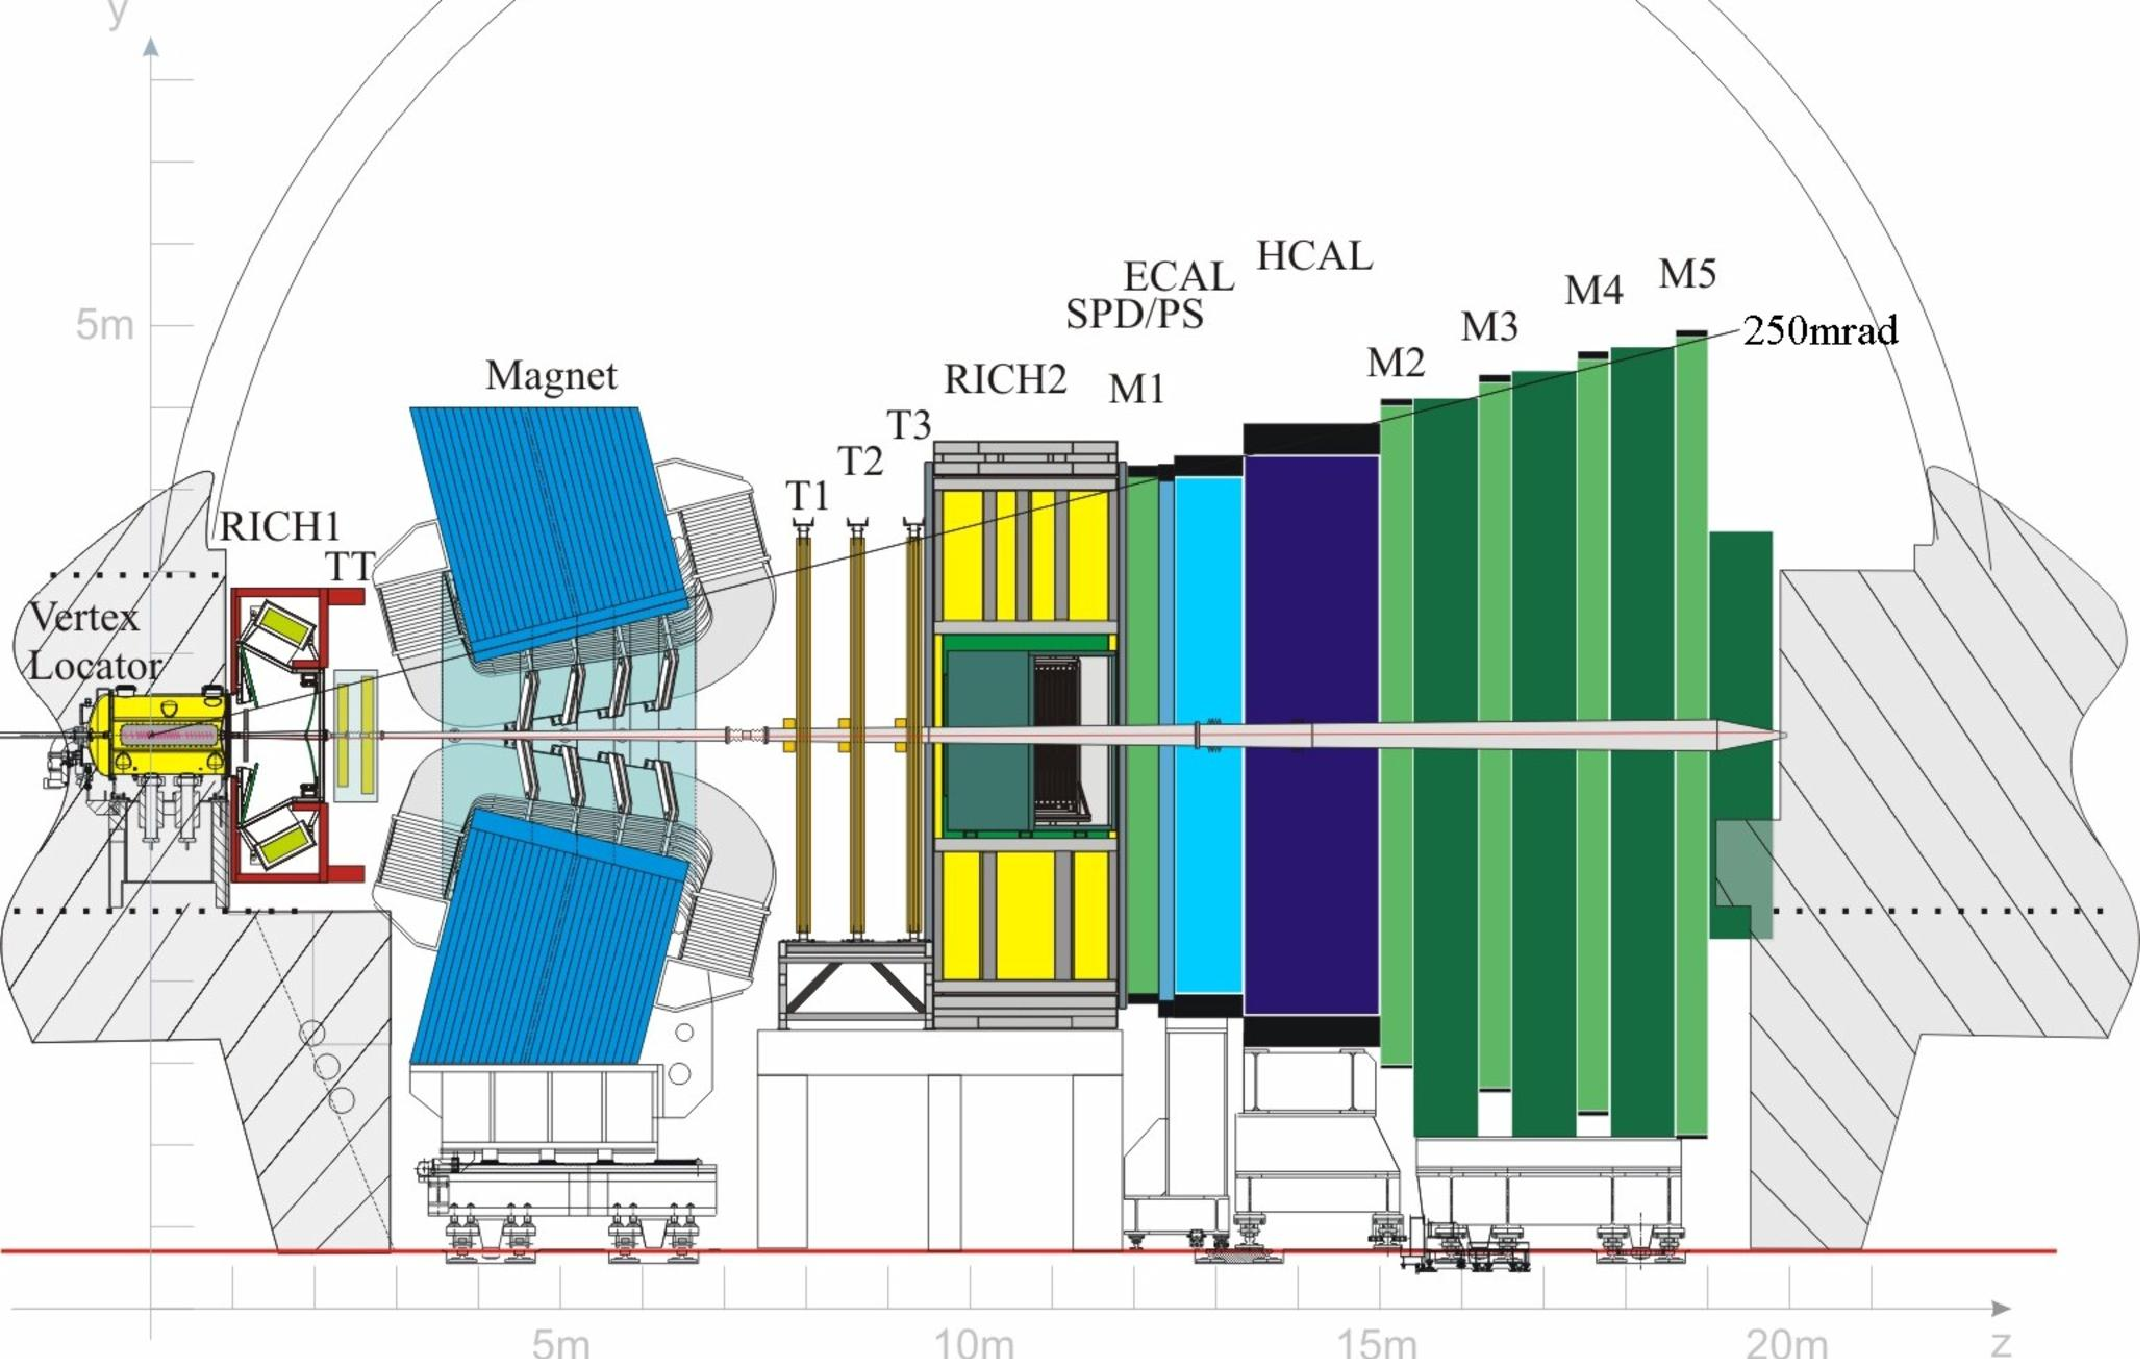 y
HCAL
ECAL
M5
M4
SPD/PS
5m
M3
250mrad
M2
Magnet
RICH2
M1
T3
T2
T1
RICH1
TT
Vertex
Locator
5m
10m
15m
20m
z